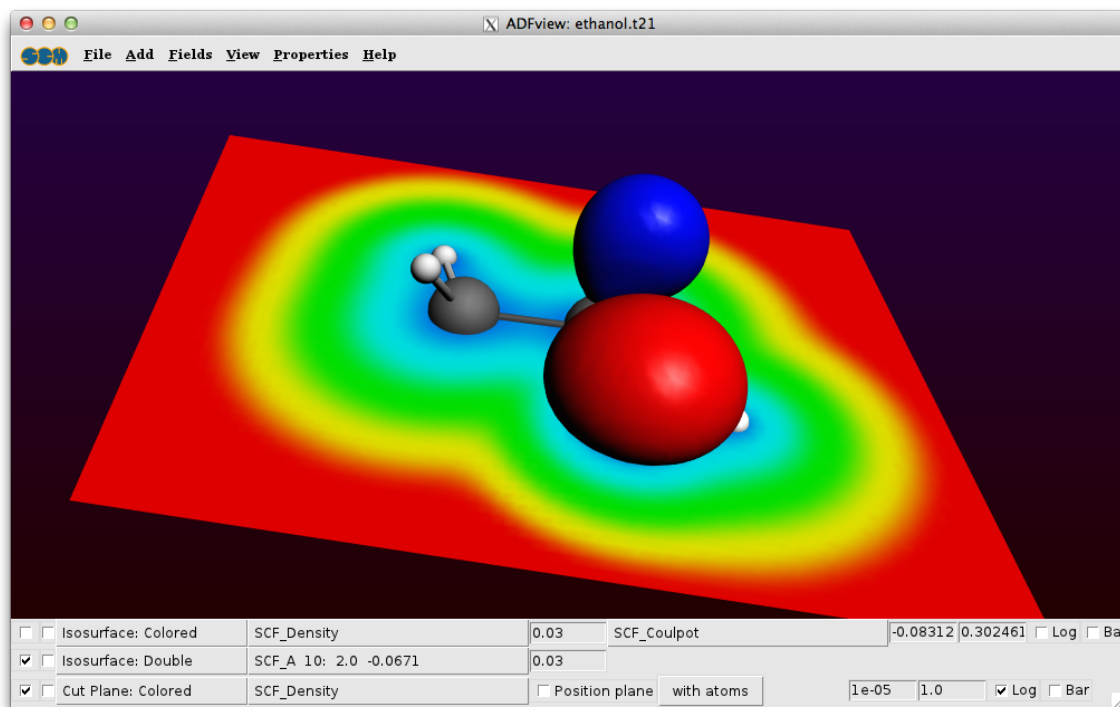 X ADFview: ethanol.t21
SCM File Add Fields View Properties Help
Isosurface: Colored SCF_Density 0.03 SCF_Coulpot -0.08312 0.302461 Log Ba
Isosurface: Double SCF_A 10: 2.0 -0.0671 0.03
Cut Plane: Colored SCF_Density Position plane with atoms 1e-05 1.0 Log Bar